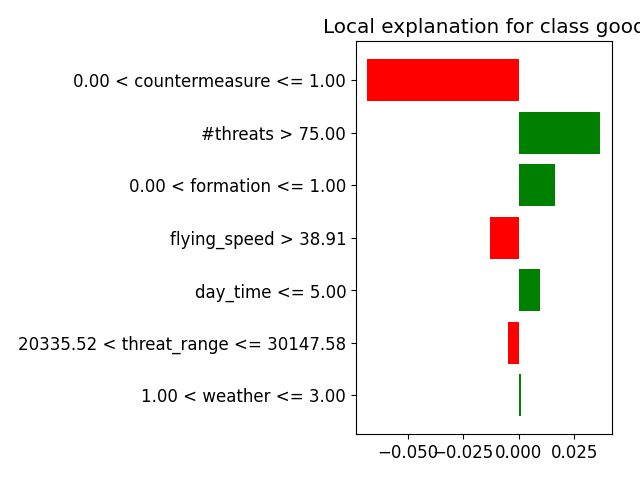 Local explanation for class good
0.00 < countermeasure <= 1.00
#threats > 75.00
0.00 < formation <= 1.00
flying_speed > 38.91
day_time <= 5.00
20335.52 < threat_range <= 30147.58
1.00 < weather <= 3.00
−0.050 −0.025 0.000 0.025